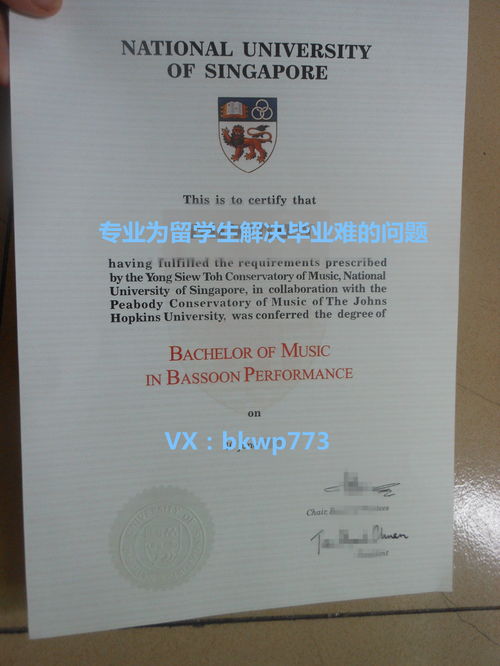 NATIONAL UNIVERSITY
OF SINGAPORE
This is to certify that
专业为留学生解决毕业难的问题
having fulfilled the requirements prescribed
by the Yong Siew Toh Conservatory of Music, National
University of Singapore, in collaboration with the
Peabody Conservatory of Music of The Johns
Hopkins University, was conferred the degree of
BACHELOR OF MUSIC
IN BASSOON PERFORMANCE
on
VX：bkwp773
Chair,